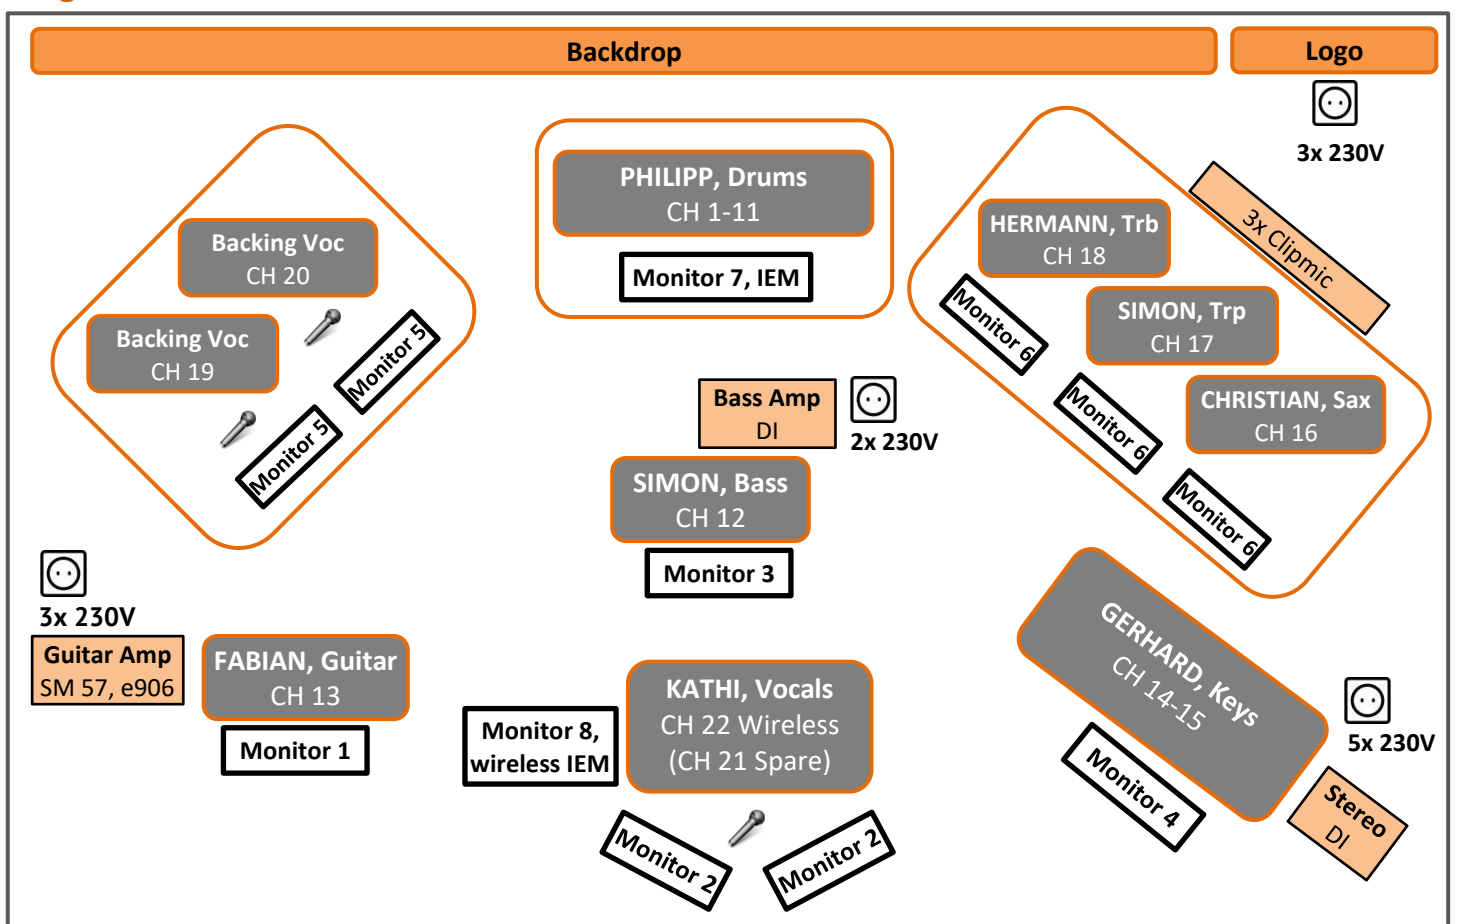 Backdrop
Logo
3x 230V
PHILIPP, Drums
CH 1-11
Monitor 7, IEM
Backing Voc
CH 20
Backing Voc
CH 19
Monitor 5
Monitor 5
HERMANN, Trb
CH 18
3x Clipmic
SIMON, Trp
CH 17
CHRISTIAN, Sax
CH 16
Monitor 6
Monitor 6
Monitor 6
Bass Amp
DI
2x 230V
SIMON, Bass
CH 12
Monitor 3
3x 230V
Guitar Amp
SM 57, e906
FABIAN, Guitar
CH 13
Monitor 1
Monitor 8,
wireless IEM
KATHI, Vocals
CH 22 Wireless
(CH 21 Spare)
Monitor 2
Monitor 2
GERHARD, Keys
CH 14-15
Monitor 4
5x 230V
Stereo
DI